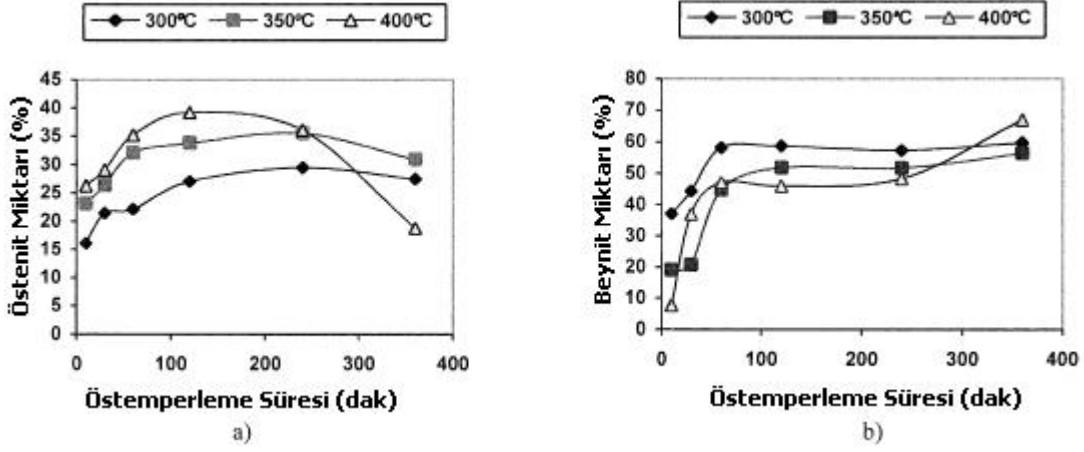 300ºC 350ºC 400ºC
45
40
35
30
25
20
15
10
5
0
Östenit Miktarı (%)
0 100 200 300 400
Östemperleme Süresi (dak)
a)
300ºC 350ºC 400ºC
80
70
60
50
40
30
20
10
0
Beynit Miktarı (%)
0 100 200 300 400
Östemperleme Süresi (dak)
b)